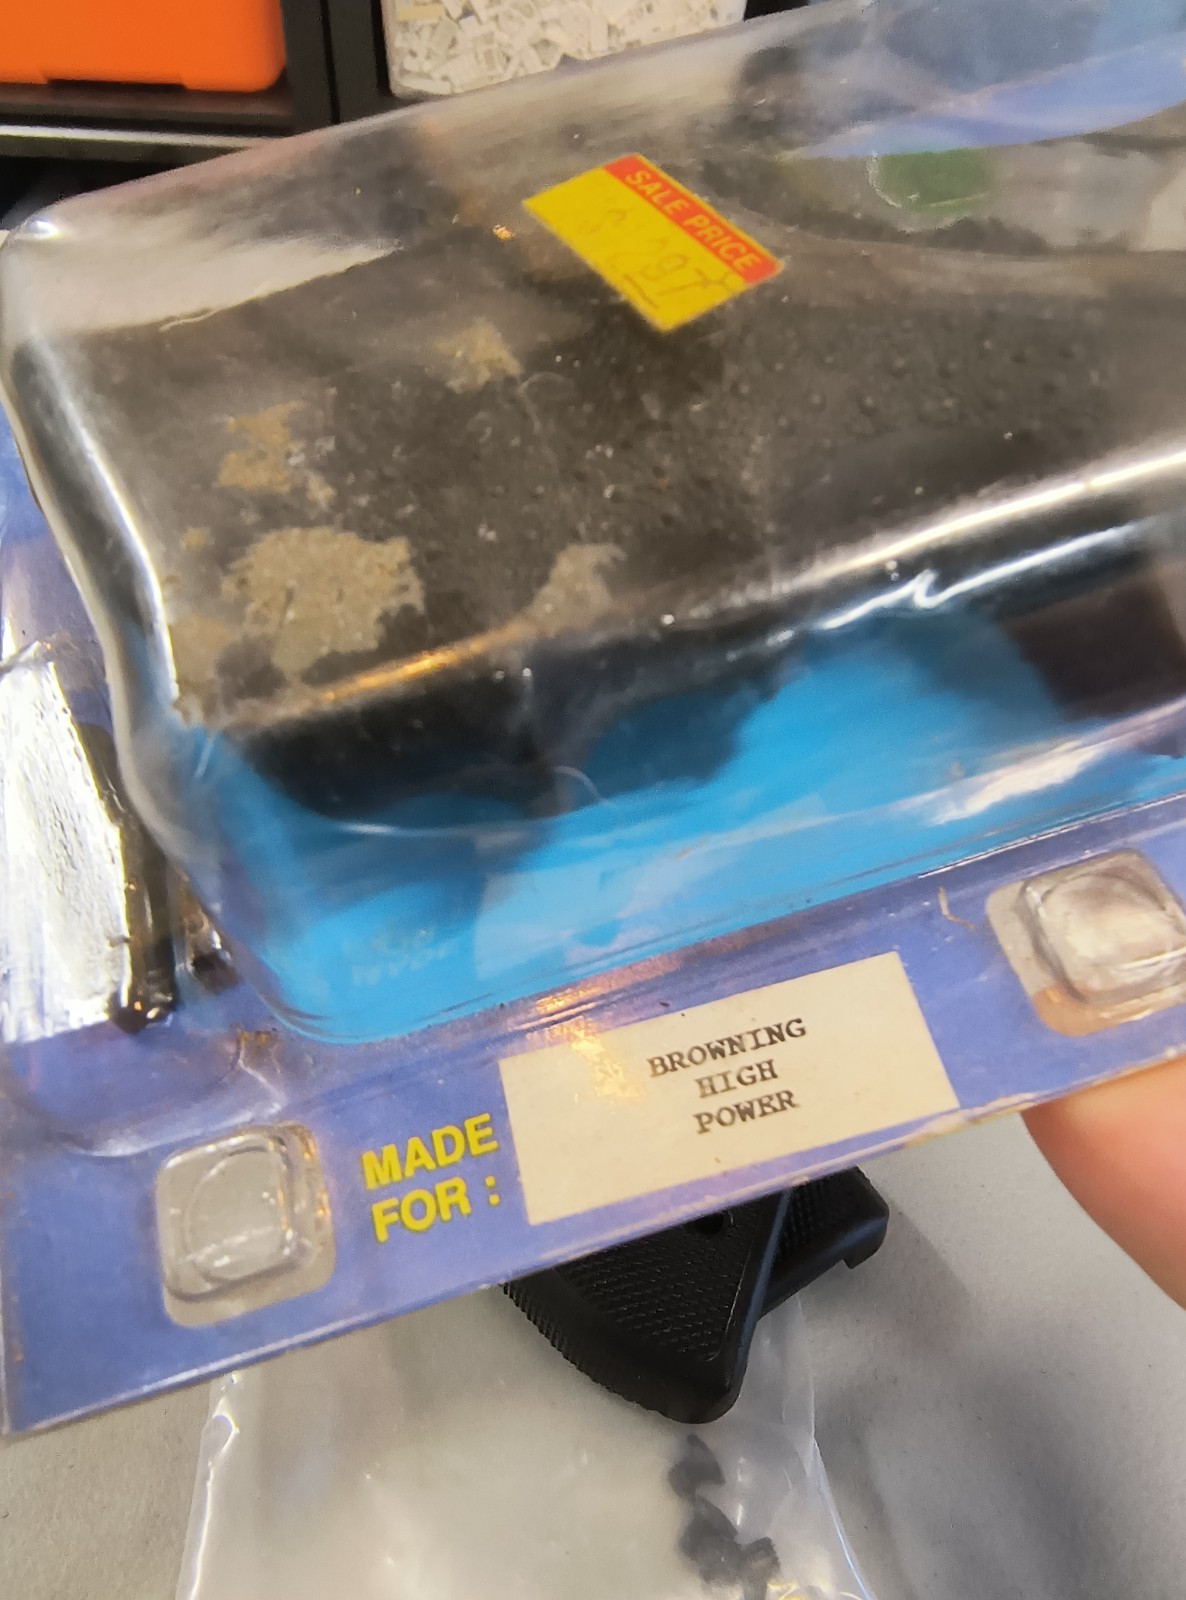 SALE PRICE
MADE
FOR :
BROWNING
HIGH
POWER